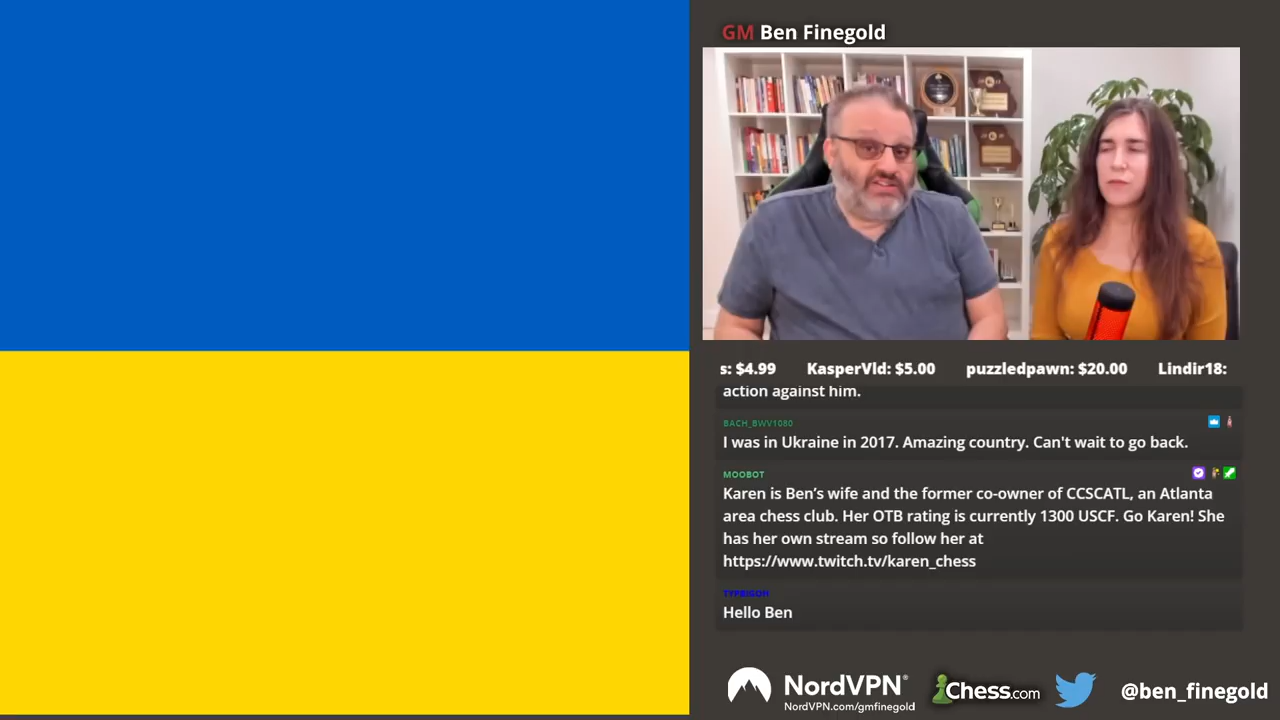 GM Ben Finegold
s: $4.99 KasperVld: $5.00 puzzledpawn: $20.00 Lindir18:
action against him.
BACH_BWV1080
I was in Ukraine in 2017. Amazing country. Can't wait to go back.
MOOBOT
Karen is Ben’s wife and the former co-owner of CCSCATL, an Atlanta
area chess club. Her OTB rating is currently 1300 USCF. Go Karen! She
has her own stream so follow her at
https://www.twitch.tv/karen_chess
Hello Ben
NordVPN®
NordVPN.com/gmfinegold
Chess.com
@ben_finegold